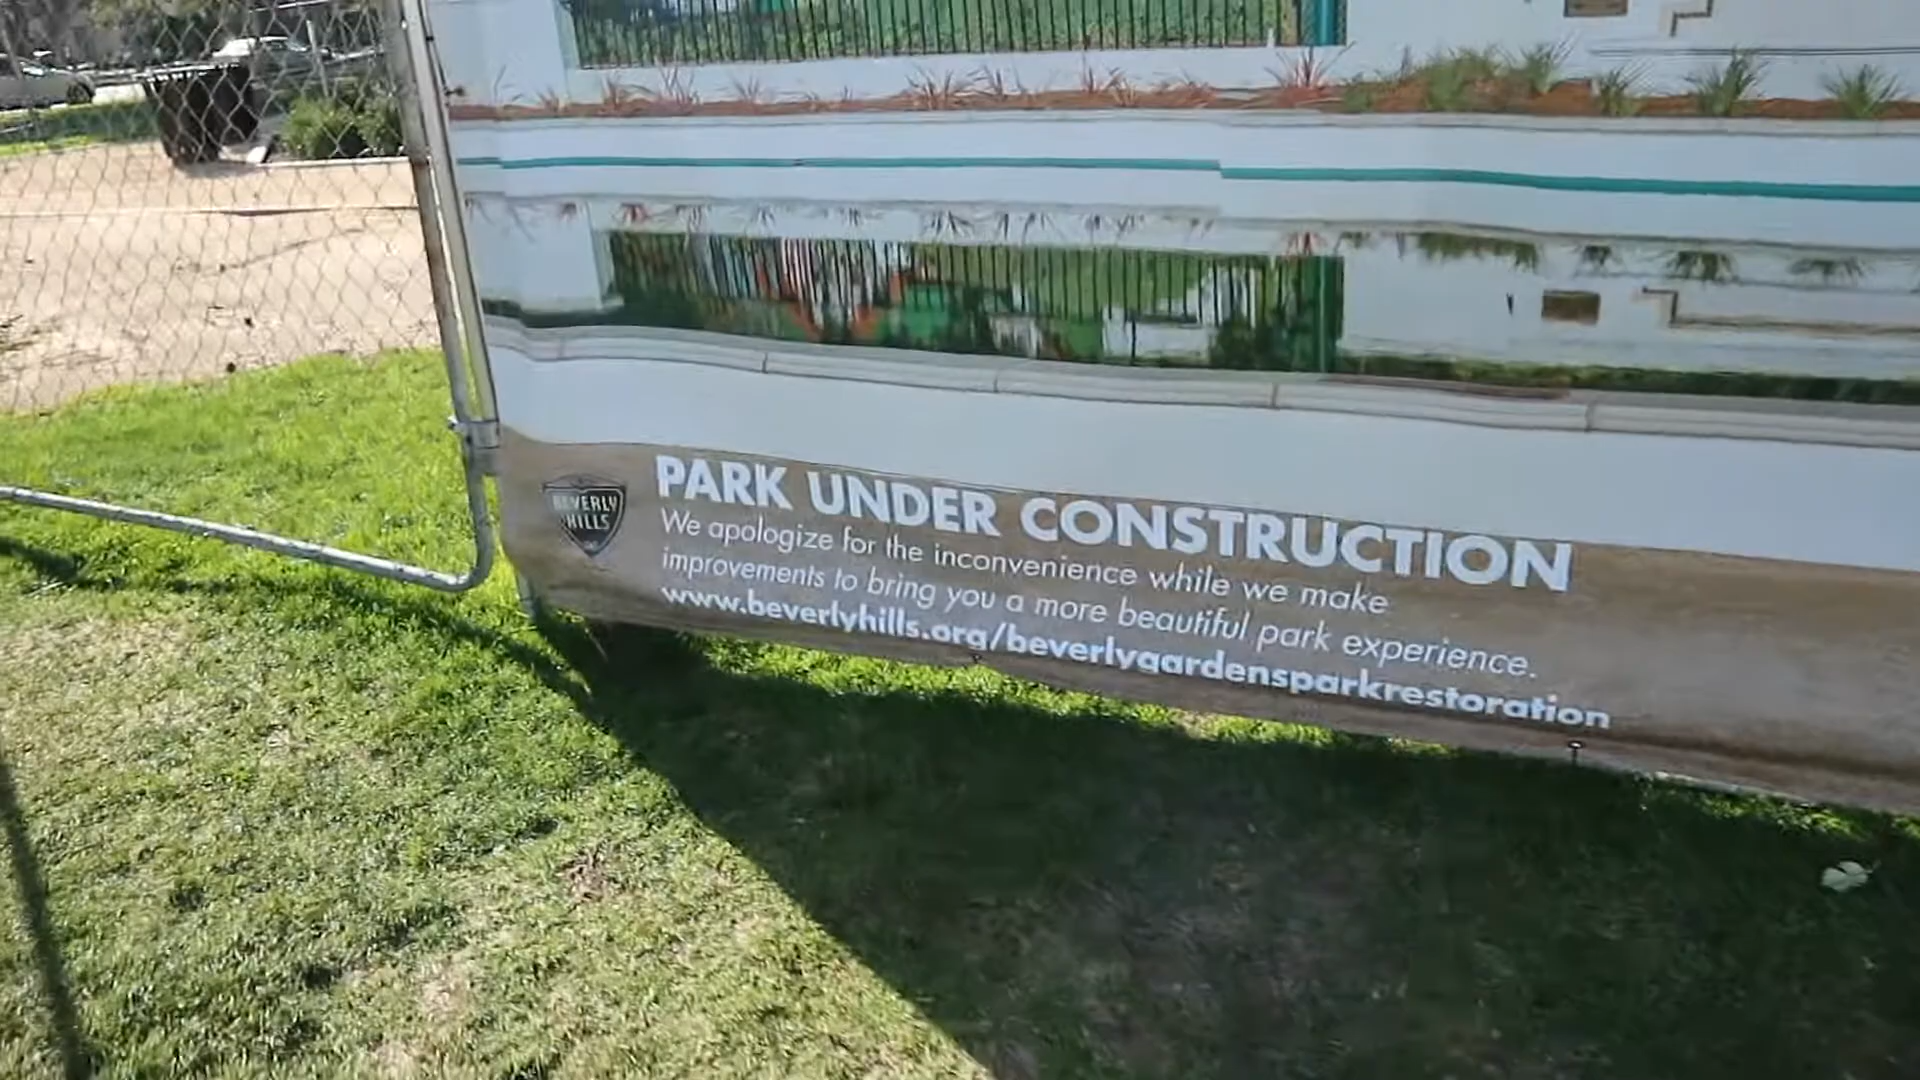 BEVERLY
HILLS
PARK UNDER CONSTRUCTION
We apologize for the inconvenience while we make
improvements to bring you a more beautiful park experience.
www.beverlyhills.org/beverlygardensparkrestoration